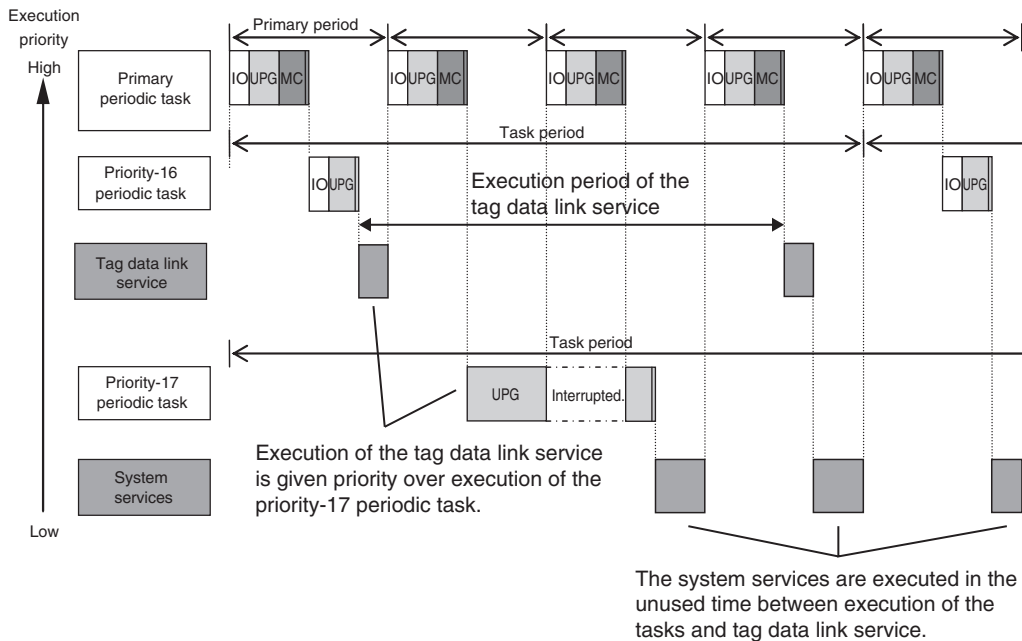 Execution
priority
High
Primary period
Primary
periodic task
IO UPG MC
IO UPG MC
IO UPG MC
IO UPG MC
IO UPG MC
Task period
Priority-16
periodic task
IO UPG
Execution period of the
tag data link service
IO UPG
Tag data link
service
Task period
Priority-17
periodic task
UPG
Interrupted.
Execution of the tag data link service
is given priority over execution of the
priority-17 periodic task.
System
services
Low
The system services are executed in the
unused time between execution of the
tasks and tag data link service.